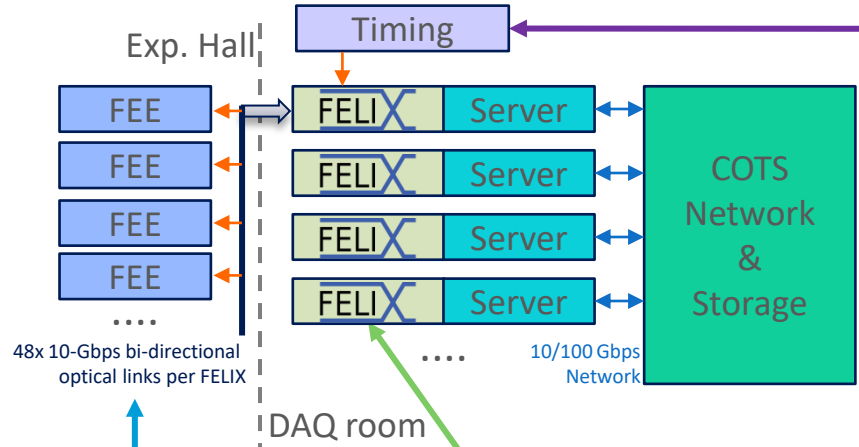 Timing
Exp. Hall
FEE
FELIX
Server
FEE
FELIX
Server
FEE
FELIX
Server
FEE
FELIX
Server
COTS
Network
&
Storage
....
48x 10-Gbps bi-directional
optical links per FELIX
....
10/100 Gbps
Network
DAQ room